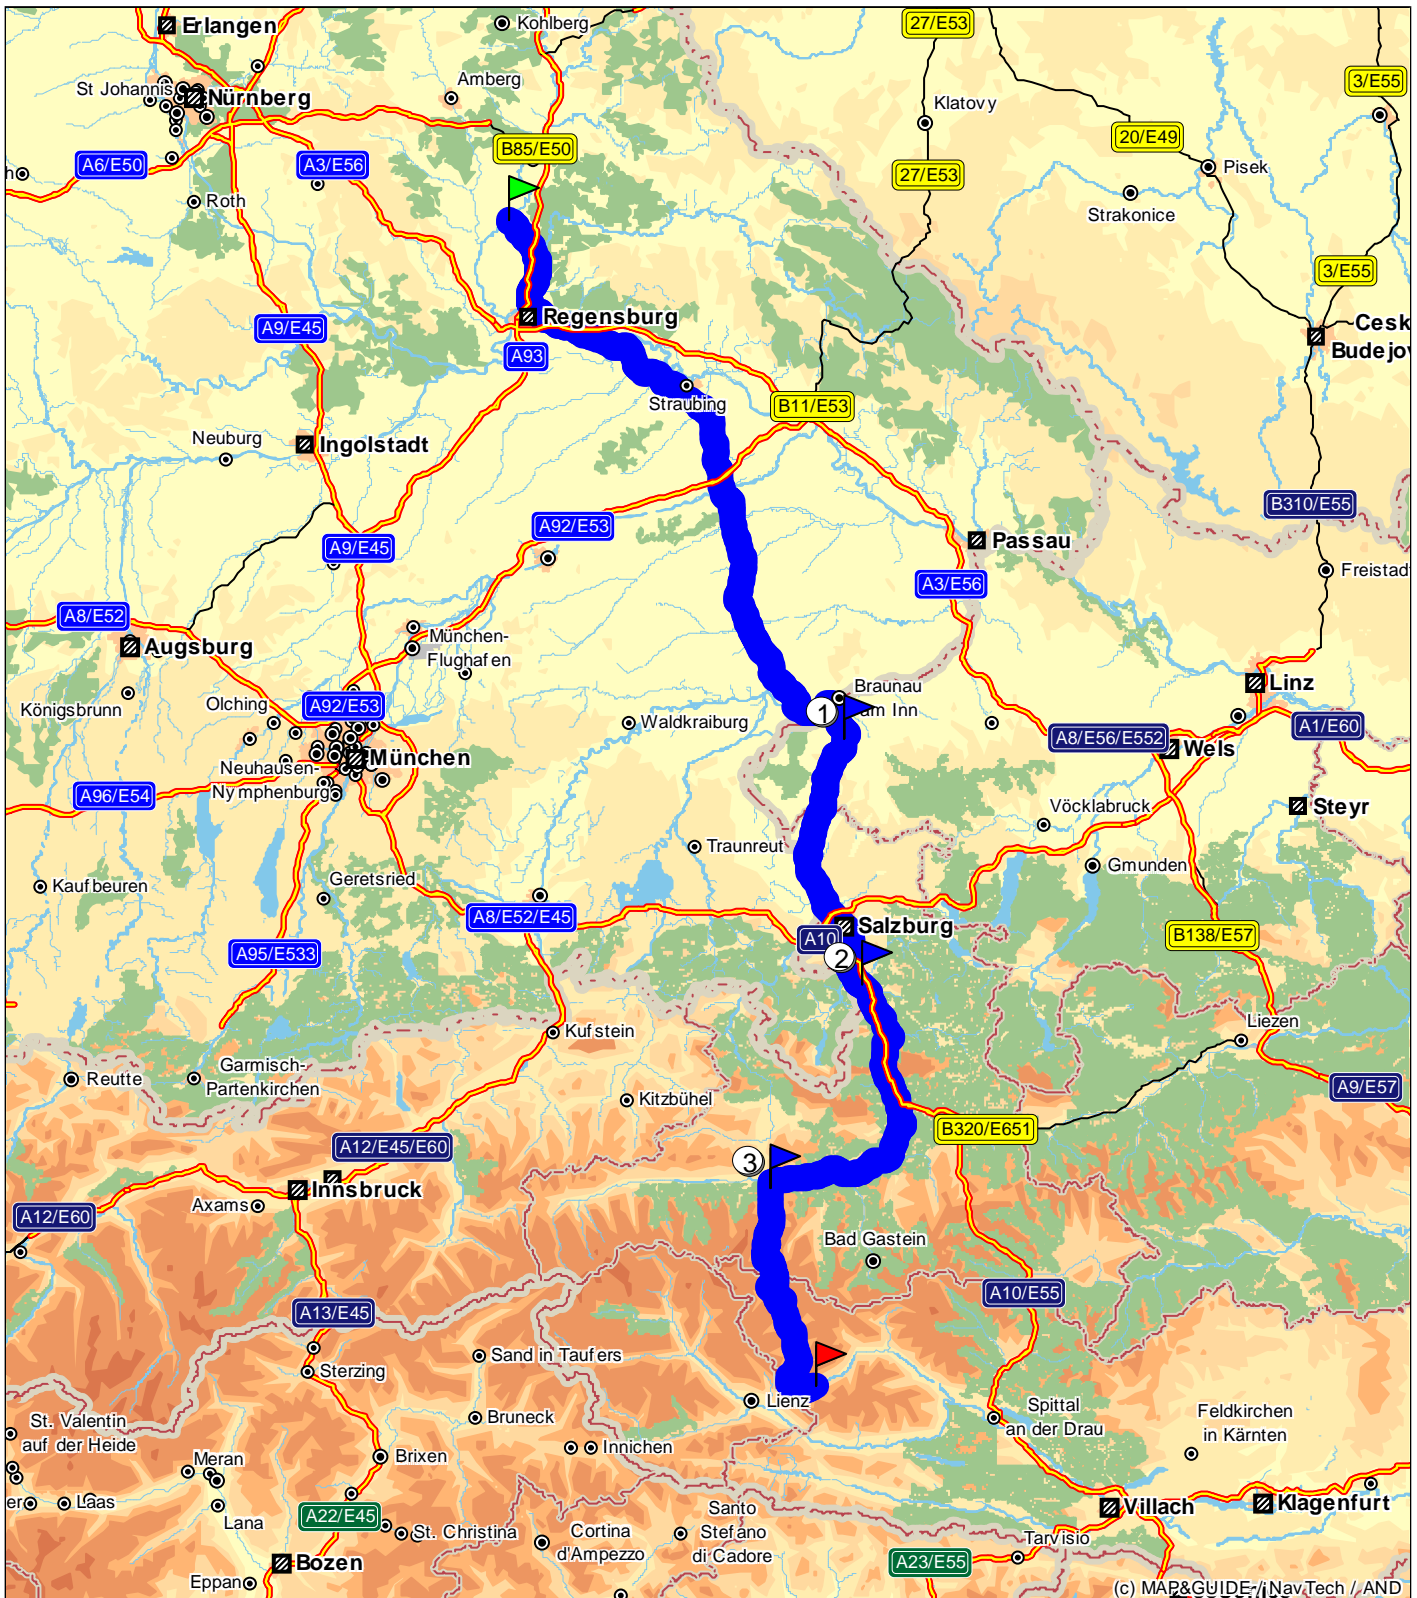 Erlangen
Kohlberg
27/E53
St Johannis
Amberg
3/E55
Nürnberg
Klatovy
20/E49
B85/E50
A6/E50
A3/E56
Pisek
27/E53
h
Roth
Strakonice
3/E55
Regensburg
A9/E45
Cesk
Budejov
A93
Straubing
B11/E53
Neuburg
Ingolstadt
B310/E55
A92/E53
Passau
A9/E45
Freistad
A3/E56
A8/E52
München-
Flughafen
Augsburg
Linz
Braunau
am Inn
Königsbrunn
Olching
A92/E53
1
Waldkraiburg
A1/E60
A8/E56/E552
Wels
München
Neuhausen-
Nymphenburg
A96/E54
Vöcklabruck
Steyr
Traunreut
Gmunden
Kaufbeuren
Geretsried
A8/E52/E45
Salzburg
A10
B138/E57
A95/E533
2
Liezen
Kufstein
Garmisch-
Partenkirchen
Reutte
A9/E57
Kitzbühel
B320/E651
A12/E45/E60
3
Innsbruck
Axams
A12/E60
Bad Gastein
A10/E55
A13/E45
Sand in Taufers
Sterzing
Lienz
Spittal
an der Drau
Feldkirchen
in Kärnten
St. Valentin
auf der Heide
Bruneck
Innichen
Meran
Brixen
er
Laas
Villach
Klagenfurt
A22/E45
Lana
St. Christina
Cortina
d'Ampezzo
Santo
Stefano
di Cadore
Tarvisio
Bozen
A23/E55
Eppan
(c) MAP&GUIDE / NavTech / AND